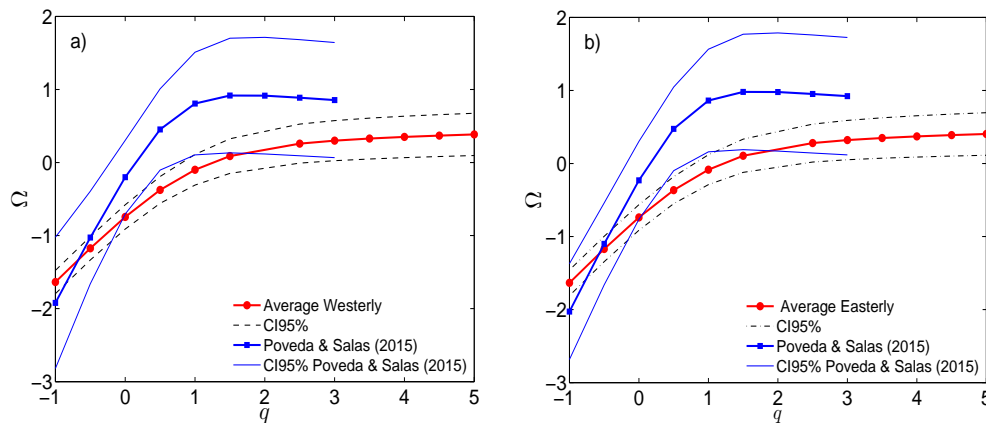 a)
Ω
2
1
0
−1
−2
−3
−1 0 1 2 3 4 5
q
Average Westerly
CI95%
Poveda & Salas (2015)
CI95% Poveda & Salas (2015)
b)
Ω
2
1
0
−1
−2
−3
−1 0 1 2 3 4 5
q
Average Easterly
CI95%
Poveda & Salas (2015)
CI95% Poveda & Salas (2015)